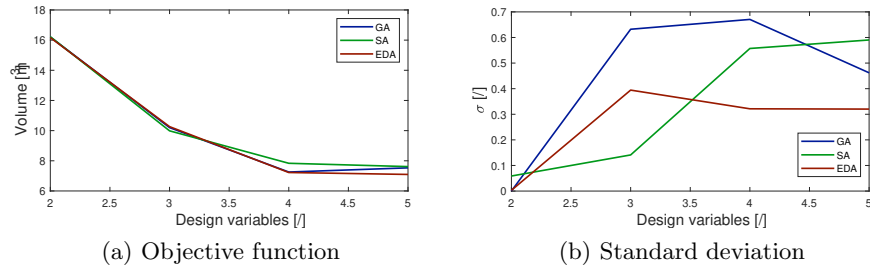 18
16
14
12
10
8
6
Volume [m³]
GA
SA
EDA
2 2.5 3 3.5 4 4.5 5
Design variables [/]
(a) Objective function
0.7
0.6
0.5
0.4
0.3
0.2
0.1
0
σ [/]
GA
SA
EDA
2 2.5 3 3.5 4 4.5 5
Design variables [/]
(b) Standard deviation